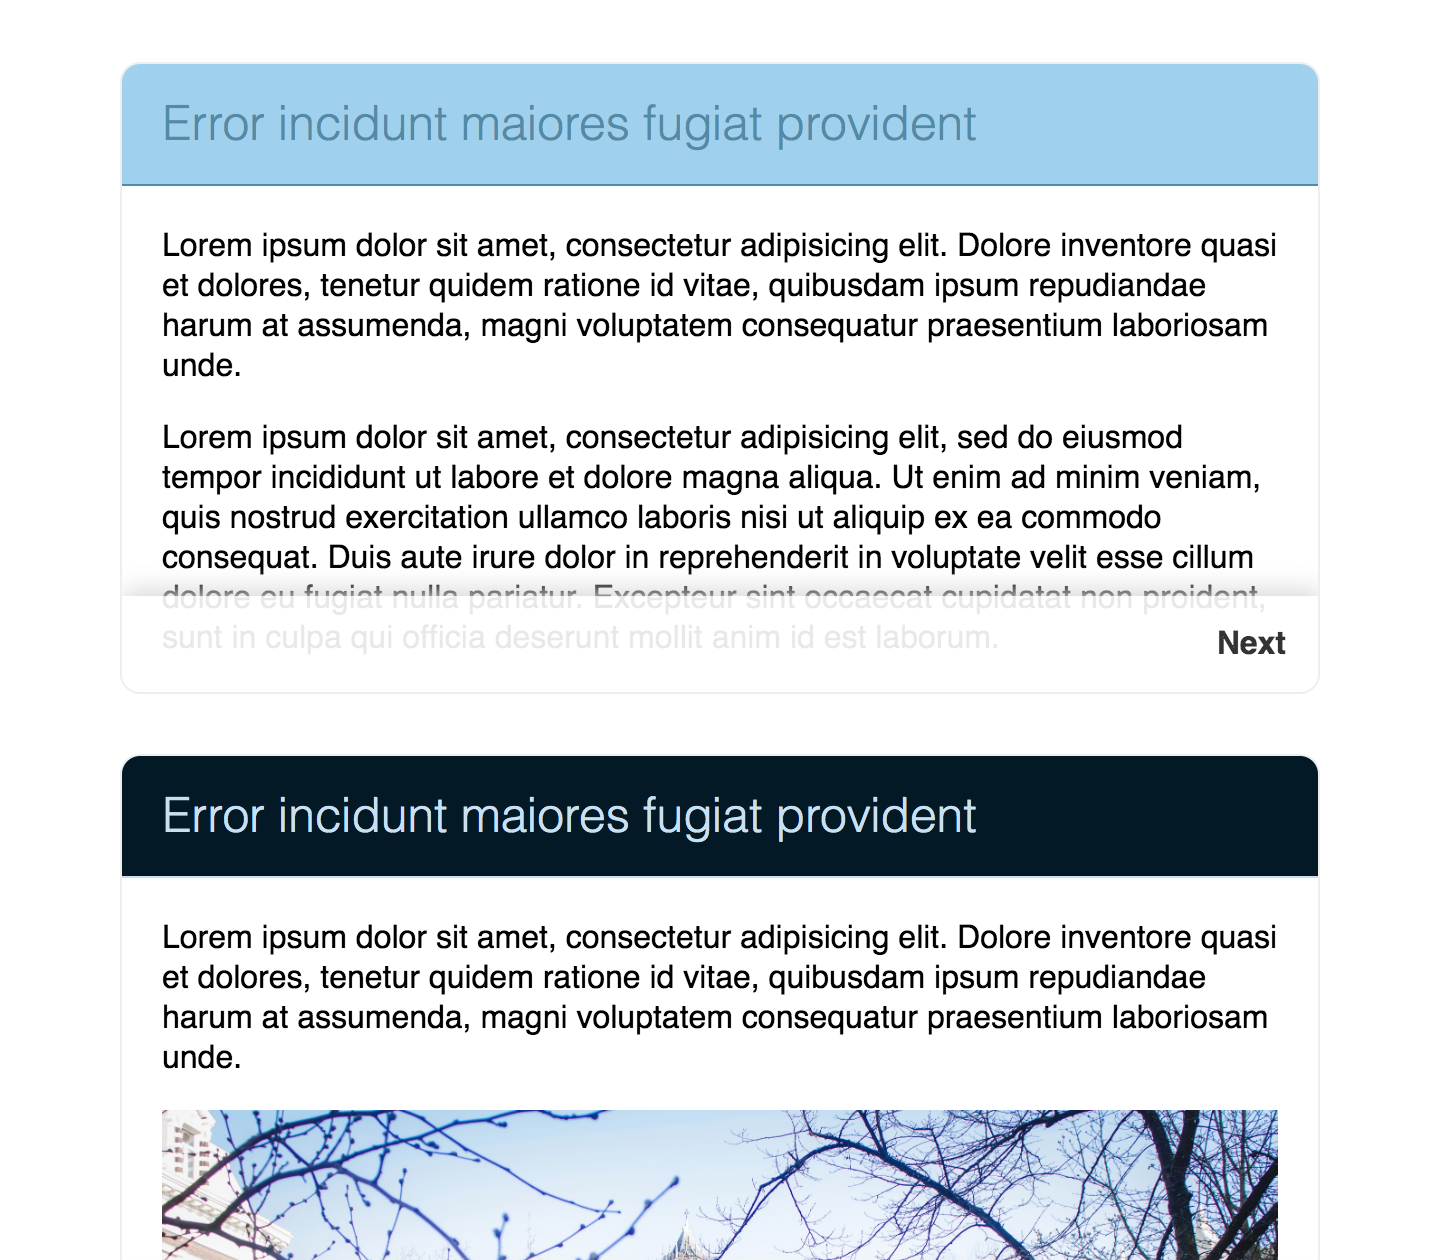 Error incidunt maiores fugiat provident
Lorem ipsum dolor sit amet, consectetur adipisicing elit. Dolore inventore quasi
et dolores, tenetur quidem ratione id vitae, quibusdam ipsum repudiandae
harum at assumenda, magni voluptatem consequatur praesentium laboriosam
unde.
Lorem ipsum dolor sit amet, consectetur adipisicing elit, sed do eiusmod
tempor incididunt ut labore et dolore magna aliqua. Ut enim ad minim veniam,
quis nostrud exercitation ullamco laboris nisi ut aliquip ex ea commodo
consequat. Duis aute irure dolor in reprehenderit in voluptate velit esse cillum
dolore eu fugiat nulla pariatur. Excepteur sint occaecat cupidatat non proident,
sunt in culpa qui officia deserunt mollit anim id est laborum.
Next
Error incidunt maiores fugiat provident
Lorem ipsum dolor sit amet, consectetur adipisicing elit. Dolore inventore quasi
et dolores, tenetur quidem ratione id vitae, quibusdam ipsum repudiandae
harum at assumenda, magni voluptatem consequatur praesentium laboriosam
unde.